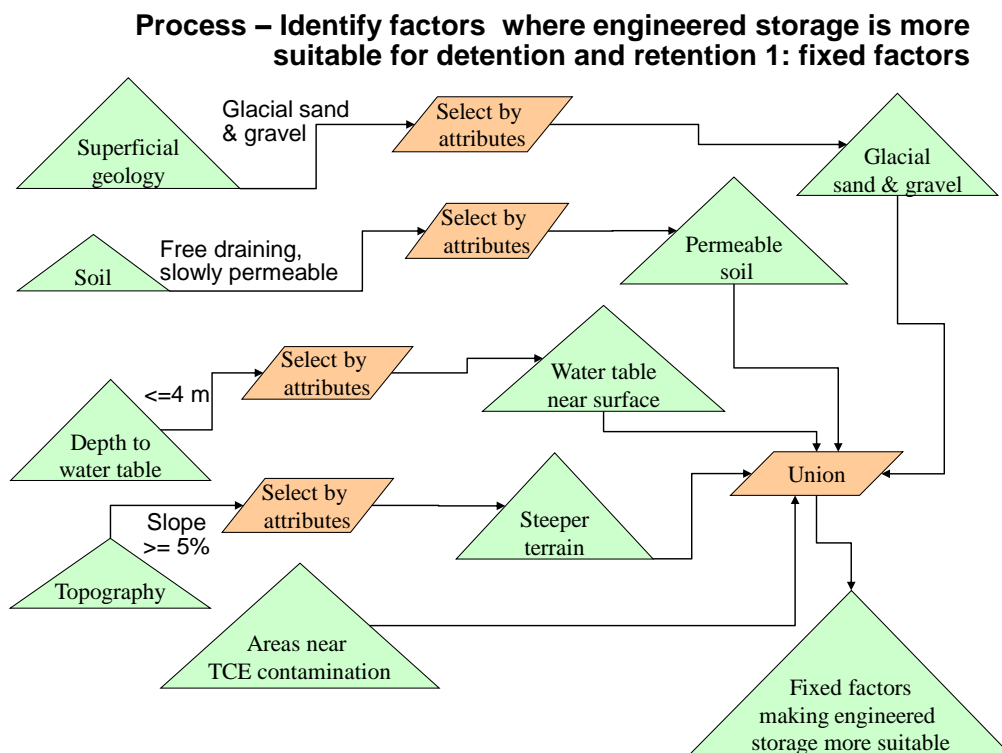 Process – Identify factors  where engineered storage is more
suitable for detention and retention 1: fixed factors
Glacial sand
& gravel
Select by
attributes
Superficial
geology
Glacial
sand & gravel
Free draining,
slowly permeable
Select by
attributes
Soil
Permeable
soil
<=4 m
Select by
attributes
Water table
near surface
Depth to
water table
Union
Slope
>= 5%
Select by
attributes
Steeper
terrain
Topography
Areas near
TCE contamination
Fixed factors
making engineered
storage more suitable